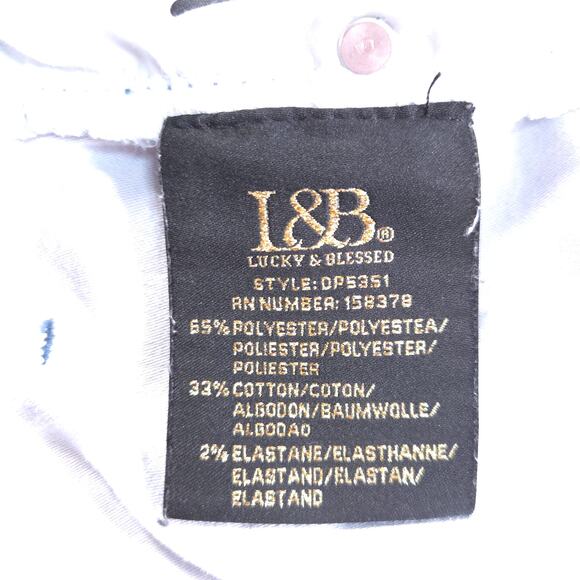 L&B®
LUCKY & BLESSED
STYLE: DP5351
RN NUMBER: 158378
65% POLYESTER/POLYESTEA/
POLIESTER/POLYESTER/
POLIESTER
33% COTTON/COTON/
ALGODON/BAUMWOLLE/
ALGODAO
2% ELASTANE/ELASTHANNE/
ELASTAND/ELASTAN/
ELASTAND